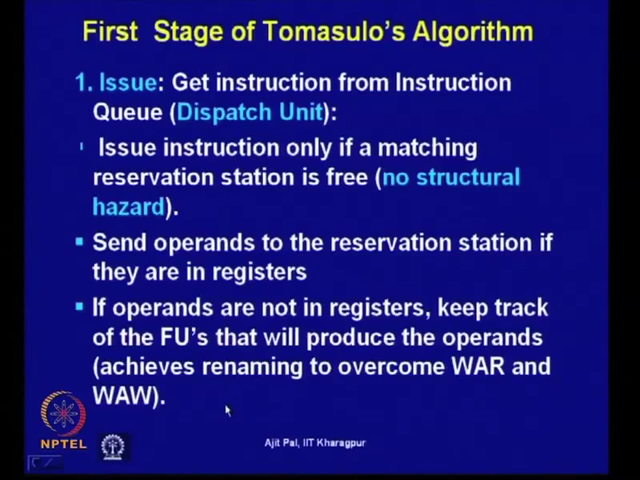 First Stage of Tomasulo's Algorithm
1. Issue: Get instruction from Instruction
Queue (Dispatch Unit):
Issue instruction only if a matching
reservation station is free (no structural
hazard).
Send operands to the reservation station if
they are in registers
If operands are not in registers, keep track
of the FU's that will produce the operands
(achieves renaming to overcome WAR and
WAW).
NPTEL
Ajit Pal, IIT Kharagpur